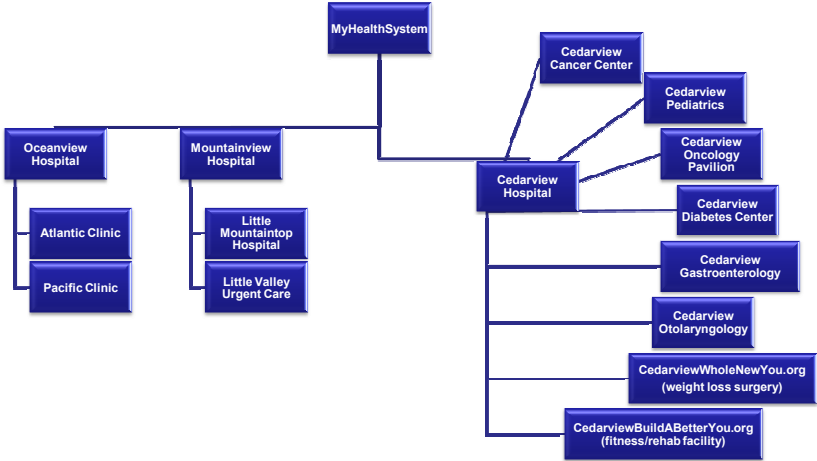 MyHealthSystem
Cedarview
Cancer Center
Cedarview
Pediatrics
Oceanview
Hospital
Mountainview
Hospital
Cedarview
Oncology
Pavilion
Cedarview
Hospital
Cedarview
Diabetes Center
Atlantic Clinic
Little
Mountaintop
Hospital
Cedarview
Gastroenterology
Pacific Clinic
Little Valley
Urgent Care
Cedarview
Otolaryngology
CedarviewWholeNewYou.org
(weight loss surgery)
CedarviewBuildABetterYou.org
(fitness/rehab facility)